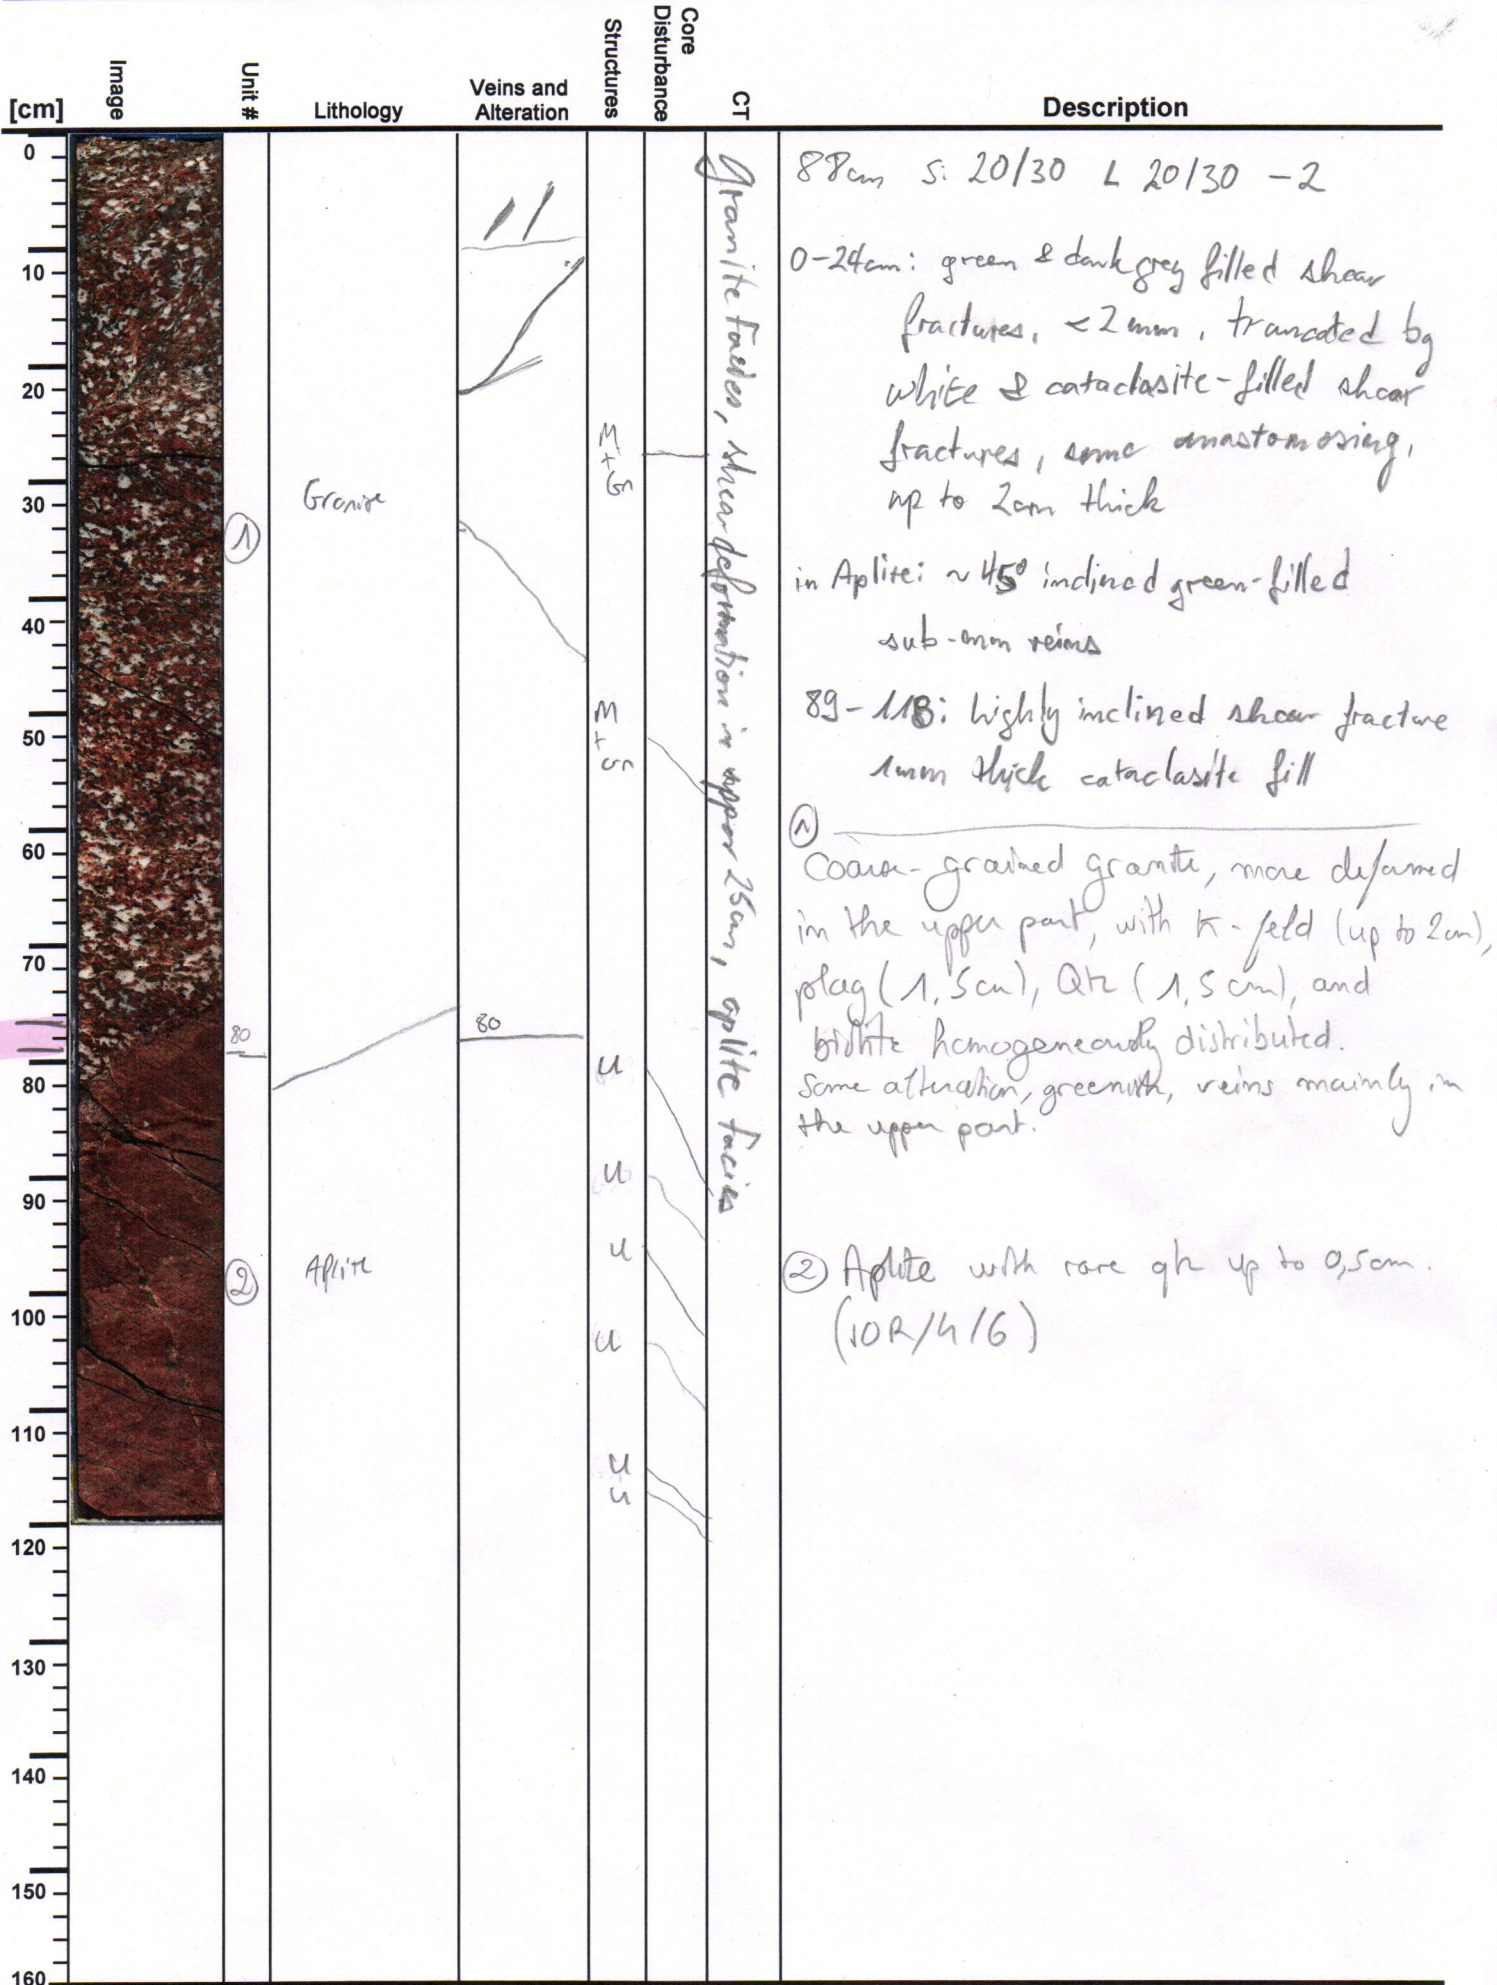 [cm]
Image
Unit #
Lithology
Veins and
Alteration
Structures
Core
Disturbance
CT
Description
0
10
20
30
40
50
60
70
80
90
100
110
120
130
140
150
160
1
80
2
Granite
Aplite
80
M
+
Gn
M
+
Gn
U
U
U
U
U
U
Granite facies, shear deformation in upper 25cm, aplite facies
88cm S: 20/30 L 20/30 -2
0-24cm: green & dark grey filled shear
fractures, <2mm, truncated by
white & cataclasite-filled shear
fractures, some anastomosing,
up to 2cm thick
in Aplite: ~45° inclined green-filled
sub-mm veins
89-118: highly inclined shear fracture
1mm thick cataclasite fill
1
Coarse-grained granite, more deformed
in the upper part, with K-feld (up to 2cm),
plag (1,5cm), Qtz (1,5cm), and
biotite homogeneously distributed.
some alteration, greenish, veins mainly in
the upper part.
2 Aplite with rare qtz up to 0,5cm.
(10R/4/6)